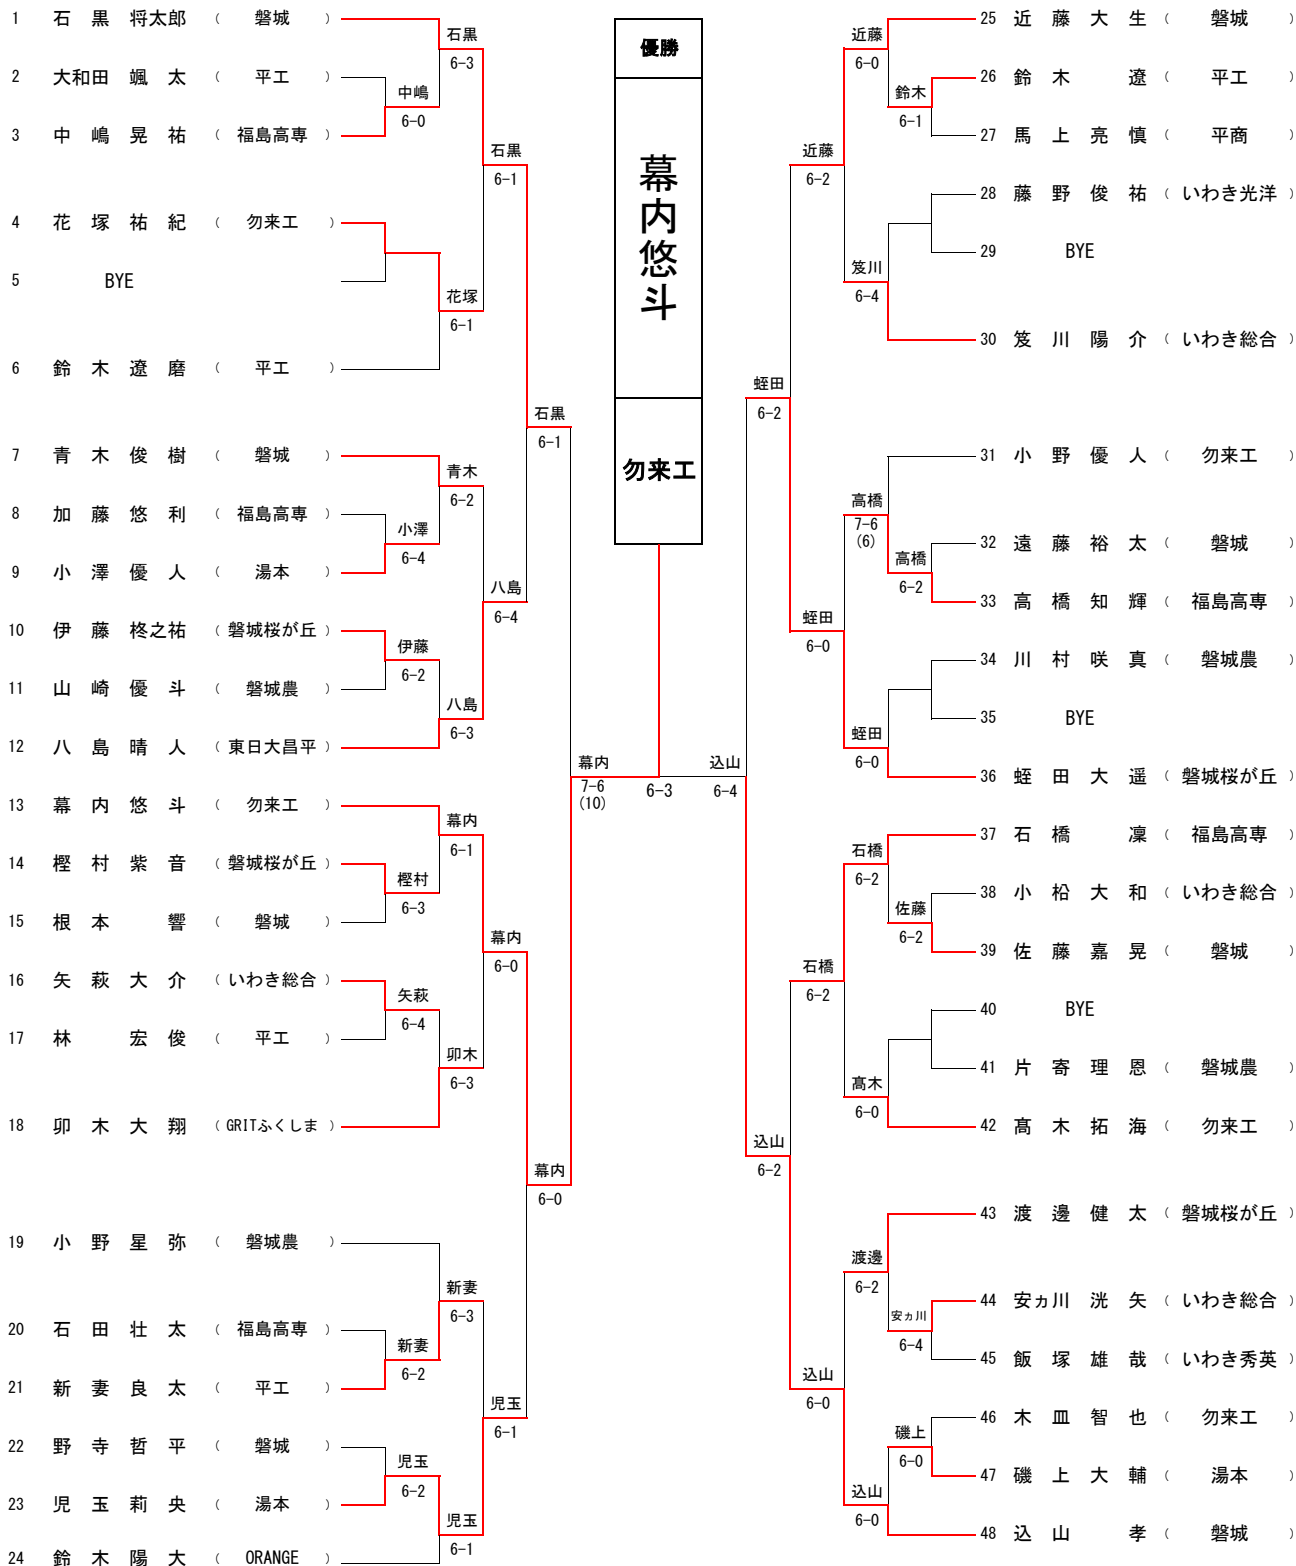 1 石黒 将太郎 （ 磐城 ）
2 大和田 颯太 （ 平工 ）
3 中嶋 晃祐 （ 福島高専 ）
4 花塚 祐紀 （ 勿来工 ）
5 BYE
6 鈴木 遼磨 （ 平工 ）
7 青木 俊樹 （ 磐城 ）
8 加藤 悠利 （ 福島高専 ）
9 小澤 優人 （ 湯本 ）
10 伊藤 柊之祐 （ 磐城桜が丘 ）
11 山崎 優斗 （ 磐城農 ）
12 八島 晴人 （ 東日大昌平 ）
13 幕内 悠斗 （ 勿来工 ）
14 樫村 紫音 （ 磐城桜が丘 ）
15 根本 響 （ 磐城 ）
16 矢萩 大介 （ いわき総合 ）
17 林 宏俊 （ 平工 ）
18 卯木 大翔 （ GRITふくしま ）
19 小野 星弥 （ 磐城農 ）
20 石田 壮太 （ 福島高専 ）
21 新妻 良太 （ 平工 ）
22 野寺 哲平 （ 磐城 ）
23 児玉 莉央 （ 湯本 ）
24 鈴木 陽大 （ ORANGE ）
中嶋
6-0
小澤
6-4
伊藤
6-2
樫村
6-3
矢萩
6-4
新妻
6-2
児玉
6-2
石黒
6-3
花塚
6-1
青木
6-2
八島
6-3
幕内
6-1
卯木
6-3
新妻
6-3
児玉
6-1
石黒
6-1
八島
6-4
幕内
6-0
児玉
6-1
石黒
6-1
幕内
6-0
幕内
7-6
(10)
優勝
幕内悠斗
勿来工
6-3
込山
6-4
蛭田
6-2
込山
6-2
近藤
6-2
蛭田
6-0
石橋
6-2
込山
6-0
近藤
6-0
笈川
6-4
高橋
7-6
(6)
蛭田
6-0
石橋
6-2
髙木
6-0
渡邊
6-2
込山
6-0
鈴木
6-1
高橋
6-2
佐藤
6-2
安ヵ川
6-4
磯上
6-0
25 近藤 大生 （ 磐城 ）
26 鈴木 遼 （ 平工 ）
27 馬上 亮慎 （ 平商 ）
28 藤野 俊祐 （ いわき光洋 ）
29 BYE
30 笈川 陽介 （ いわき総合 ）
31 小野 優人 （ 勿来工 ）
32 遠藤 裕太 （ 磐城 ）
33 高橋 知輝 （ 福島高専 ）
34 川村 咲真 （ 磐城農 ）
35 BYE
36 蛭田 大遥 （ 磐城桜が丘 ）
37 石橋 凜 （ 福島高専 ）
38 小松 大和 （ いわき総合 ）
39 佐藤 嘉晃 （ 磐城 ）
40 BYE
41 片寄 理恩 （ 磐城農 ）
42 髙木 拓海 （ 勿来工 ）
43 渡邊 健太 （ 磐城桜が丘 ）
44 安ヵ川 洸矢 （ いわき総合 ）
45 飯塚 雄哉 （ いわき秀英 ）
46 木皿 智也 （ 勿来工 ）
47 磯上 大輔 （ 湯本 ）
48 込山 孝 （ 磐城 ）